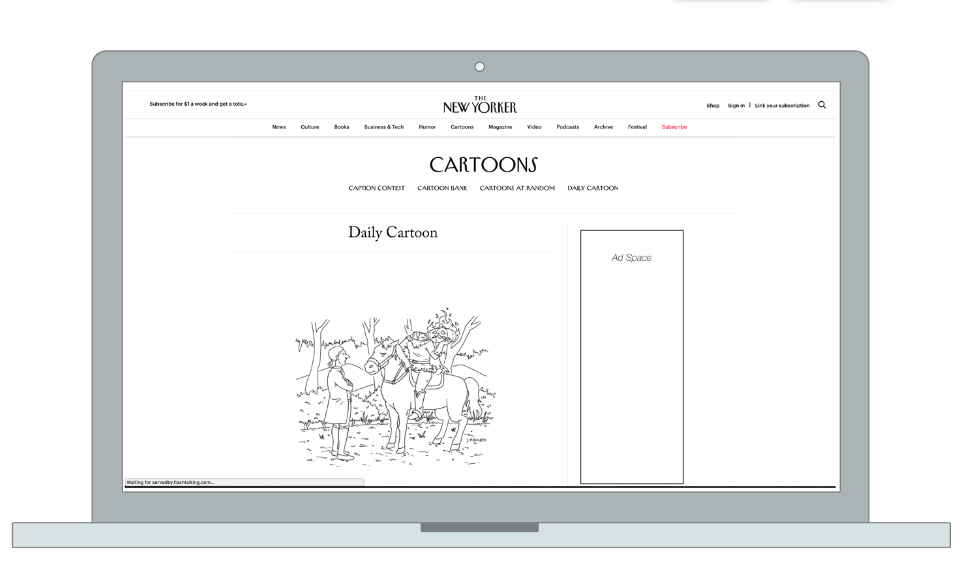 Subscribe for $1 a week and get a tote.»
THE
NEW YORKER
Shop Sign in | Link your subscription
News Culture Books Business & Tech Humor Cartoons Magazine Video Podcasts Archive Festival Subscribe
CARTOONS
CAPTION CONTEST CARTOON BANK CARTOONS AT RANDOM DAILY CARTOON
Daily Cartoon
Ad Space
Waiting for servedby.flashtalking.com...